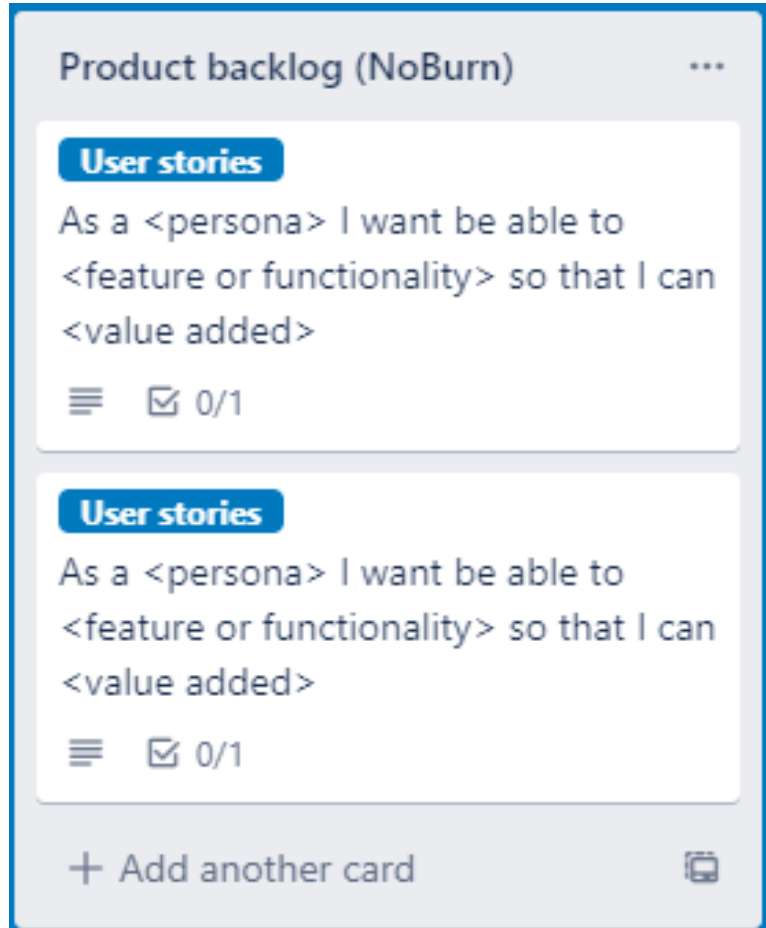 Product backlog (NoBurn)
User stories
As a <persona> I want be able to
<feature or functionality> so that I can
<value added>
0/1
User stories
As a <persona> I want be able to
<feature or functionality> so that I can
<value added>
0/1
+ Add another card